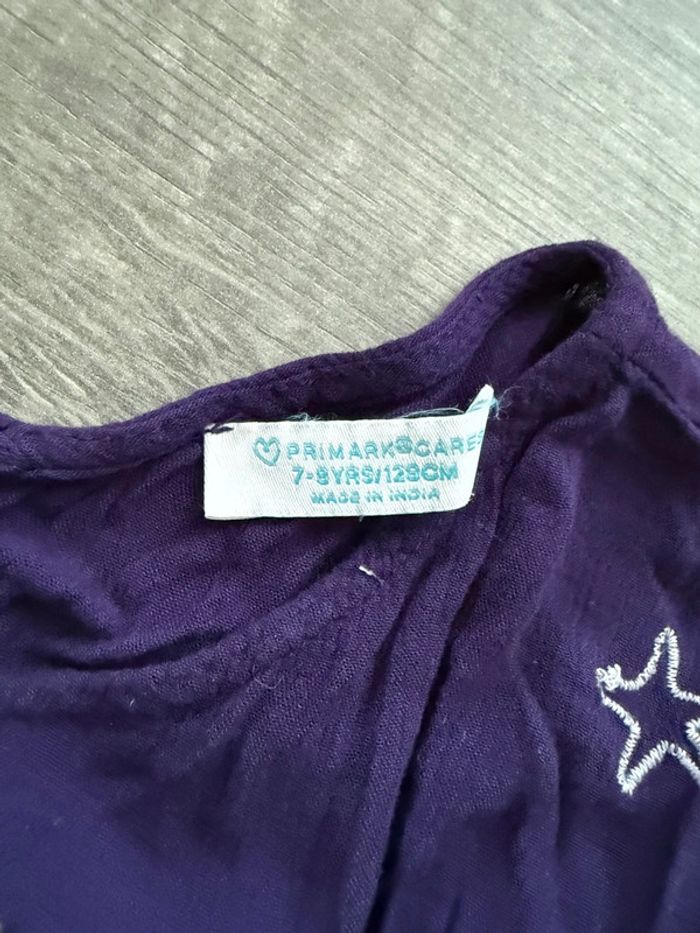 PRIMARK® CARES
7-8YRS/128CM
MADE IN INDIA